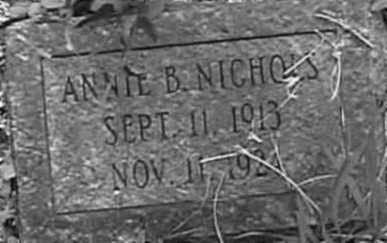 ANNIE B. NICHOLS
SEPT. 11, 1913
NOV. 11,